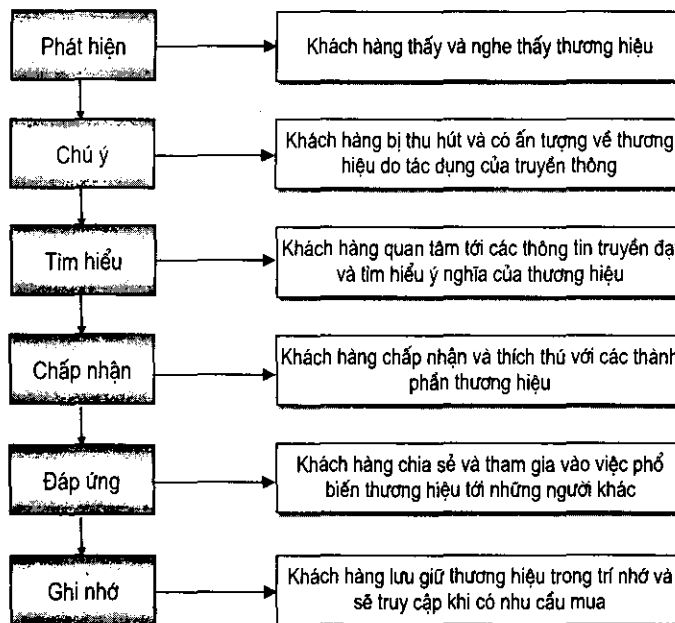 Phát hiện
Khách hàng thấy và nghe thấy thương hiệu
Chú ý
Khách hàng bị thu hút và có ấn tượng về thương
hiệu do tác dụng của truyền thông
Tìm hiểu
Khách hàng quan tâm tới các thông tin truyền đạ
và tìm hiểu ý nghĩa của thương hiệu
Chấp nhận
Khách hàng chấp nhận và thích thú với các thành
phần thương hiệu
Đáp ứng
Khách hàng chia sẻ và tham gia vào việc phổ
biến thương hiệu tới những người khác
Ghi nhớ
Khách hàng lưu giữ thương hiệu trong trí nhớ và
sẽ truy cập khi có nhu cầu mua